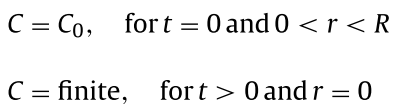 C = C₀, for t = 0 and 0 < r < R
C = finite, for t > 0 and r = 0